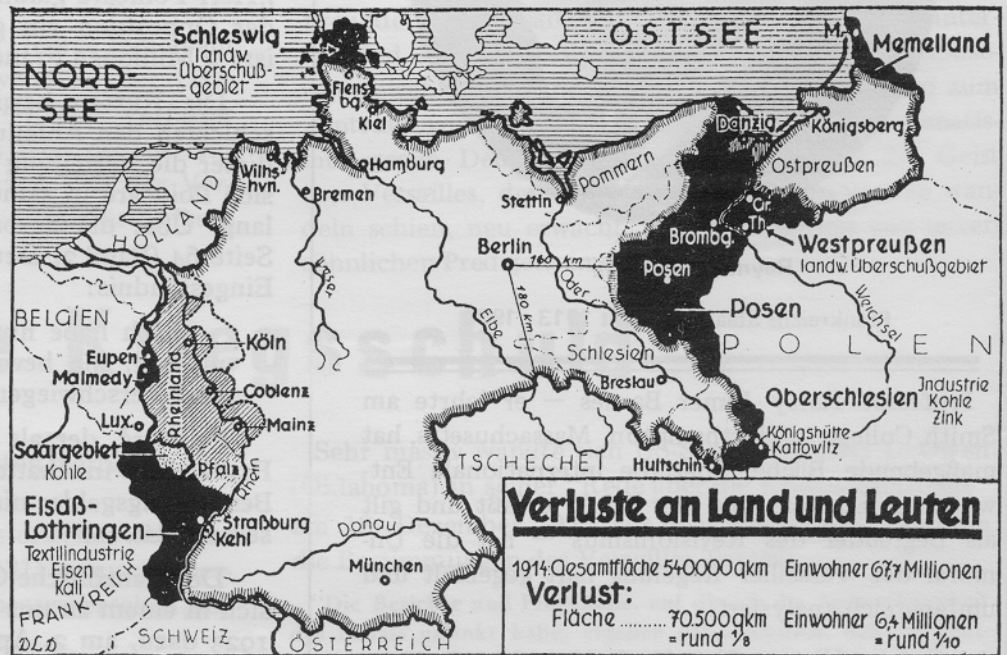 Schleswig
landw.
Überschuß-
gebiet
OSTSEE
M.
Memelland
NORD-
SEE
Flens
bg.
Kiel
Danzig
Königsberg
Wilhs
hvn.
Hamburg
Pommern
Ostpreußen
Bremen
Stettin
HOLLAND
Gr.
Th.
Berlin
160 km
Brombg.
Westpreußen
landw. Überschußgebiet
Weser
Posen
Oder
180 km
Elbe
Posen
Weichsel
BELGIEN
Köln
POLEN
Eupen
Malmedy
Rheinland
Schlesien
Breslau
Coblenz
Oberschlesien
Industrie
Kohle
Zink
Lux.
Mainz
Königshütte
Kattowitz
Saargebiet
Kohle
Pfalz
Rhein
TSCHECHEI
Hultschin
Elsaß-
Lothringen
Textilindustrie
Eisen
Kali
Straßburg
Kehl
Donau
München
FRANKREICH
DLD
SCHWEIZ
ÖSTERREICH
Verluste an Land und Leuten
1914: Gesamtfläche 540000 qkm Einwohner 67,7 Millionen
Verlust:
Fläche ......... 70.500 qkm Einwohner 6,4 Millionen
= rund 1/8 = rund 1/10